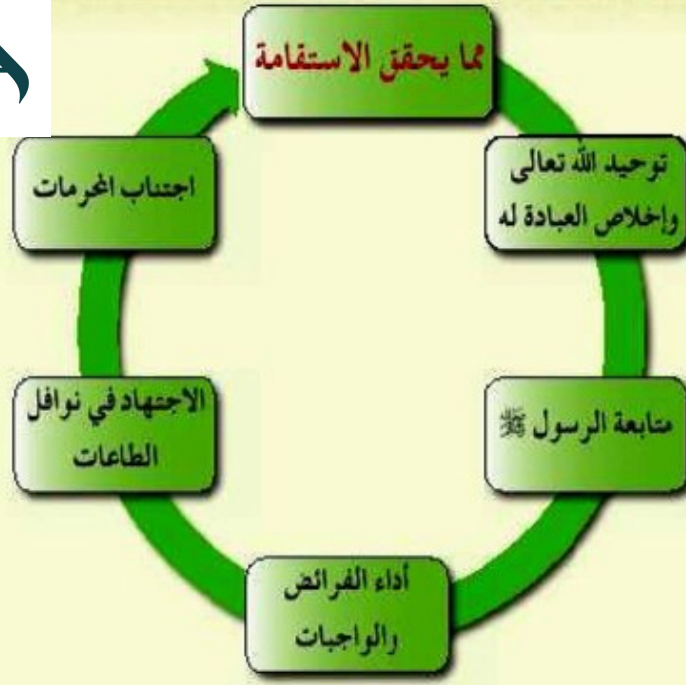 مما يحقق الاستقامة
توحيد الله تعالى
وإخلاص العبادة له
متابعة الرسول ﷺ
أداء الفرائض
والواجبات
الاجتهاد في نوافل
الطاعات
اجتناب المحرمات